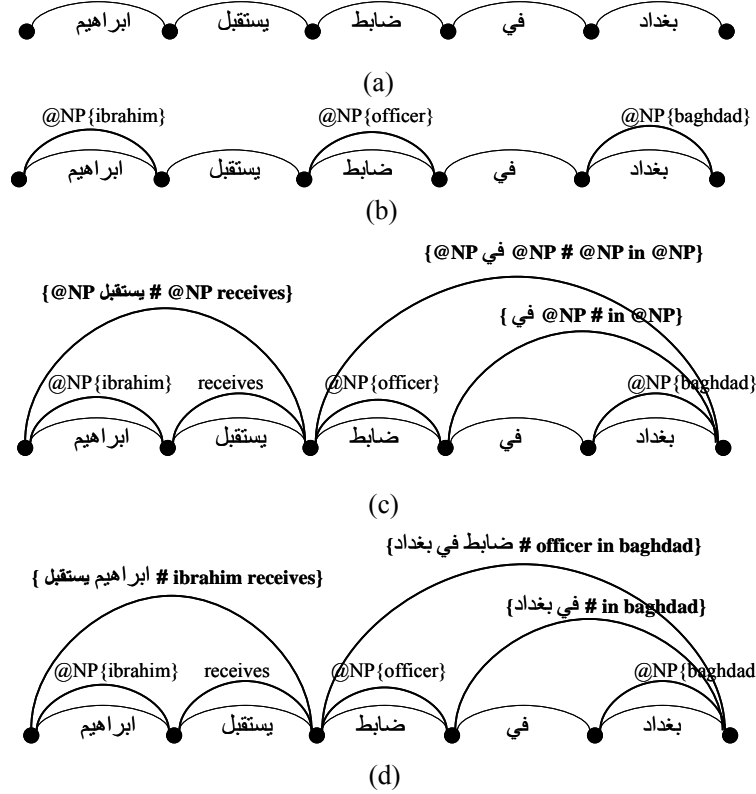 ابراهيم يستقبل ضابط في بغداد
(a)
@NP{ibrahim} @NP{officer} @NP{baghdad}
ابراهيم يستقبل ضابط في بغداد
(b)
{@NP في @NP # @NP in @NP}
{@NP يستقبل # @NP receives}
{ في @NP # in @NP}
@NP{ibrahim} receives @NP{officer} @NP{baghdad}
ابراهيم يستقبل ضابط في بغداد
(c)
{ضابط في بغداد # officer in baghdad}
{ ابراهيم يستقبل # ibrahim receives}
{في بغداد # in baghdad}
@NP{ibrahim} receives @NP{officer} @NP{baghdad
ابراهيم يستقبل ضابط في بغداد
(d)